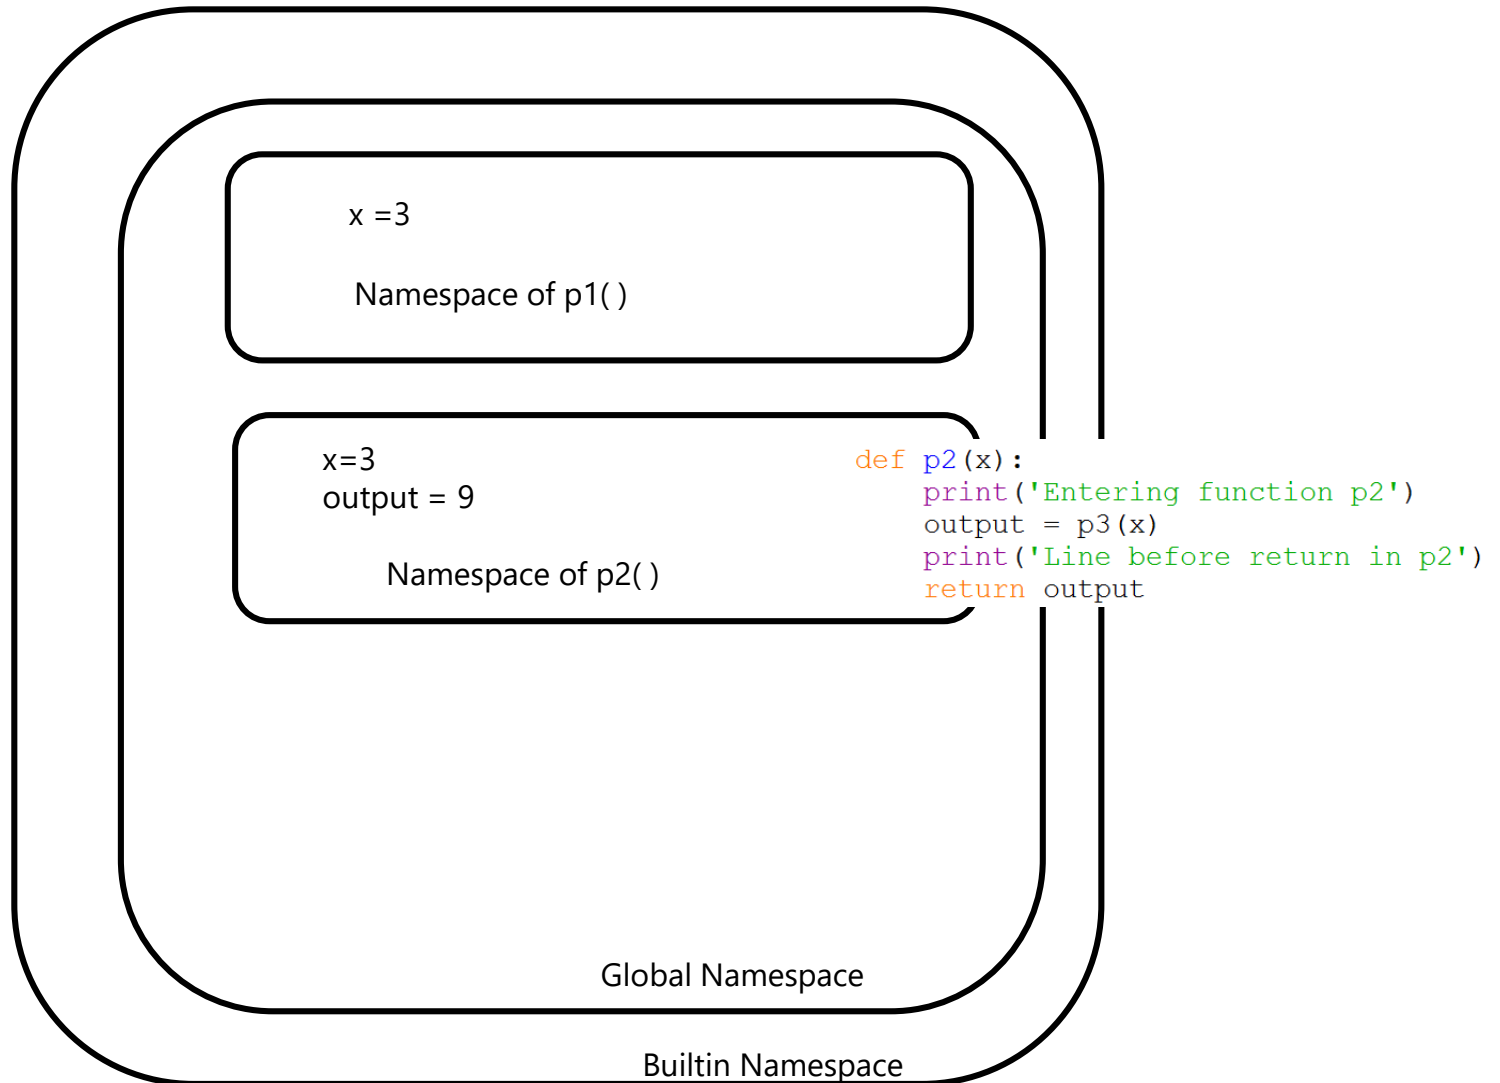 x =3
Namespace of p1( )
x=3
output = 9
Namespace of p2( )
def p2(x):
    print('Entering function p2')
    output = p3(x)
    print('Line before return in p2')
    return output
Global Namespace
Builtin Namespace